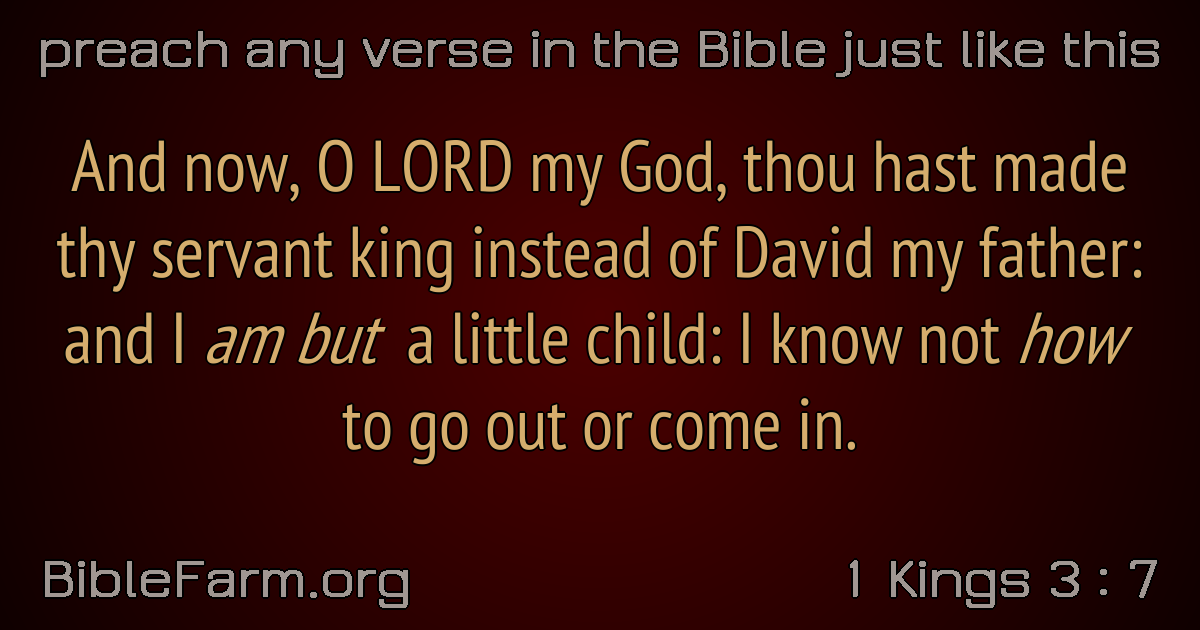 preach any verse in the Bible just like this
And now, O LORD my God, thou hast made
thy servant king instead of David my father:
and I am but a little child: I know not how
to go out or come in.
BibleFarm.org
1 Kings 3 : 7